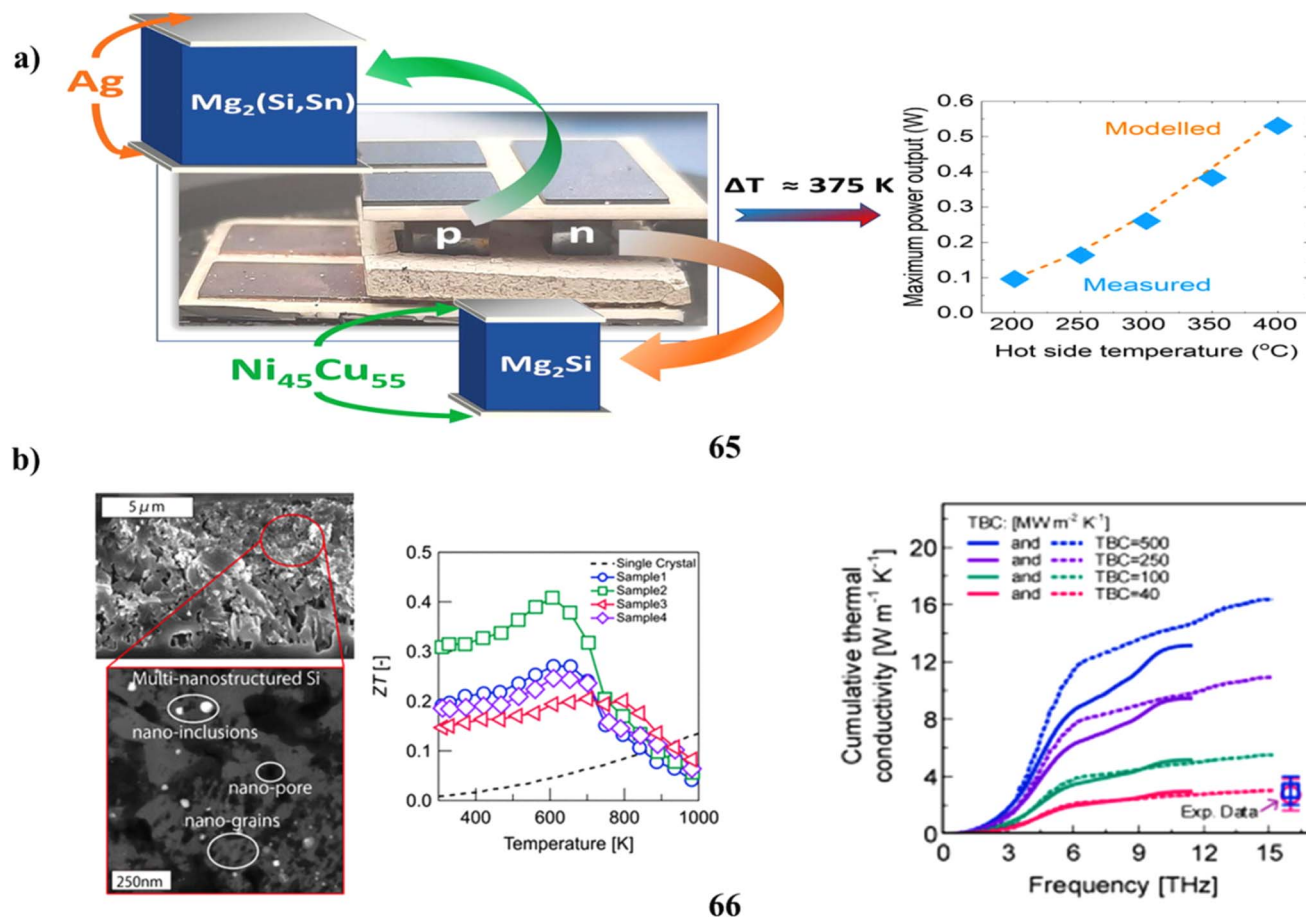 a)
Ag
Mg2(Si,Sn)
p
n
Ni45Cu55
Mg2Si
ΔT ≈ 375 K
Maximum power output (W)
0.6
0.5
0.4
0.3
0.2
0.1
0.0
Modelled
Measured
200 250 300 350 400
Hot side temperature (°C)
65
b)
5 μm
Multi-nanostructured Si
nano-inclusions
nano-pore
nano-grains
250nm
ZT [-]
0.5
0.4
0.3
0.2
0.1
0.0
Single Crystal
Sample1
Sample2
Sample3
Sample4
400 600 800 1000
Temperature [K]
Cumulative thermal
conductivity [W m-1 K-1]
20
16
12
8
4
0
TBC: [MW m-2 K-1]
and TBC=500
and TBC=250
and TBC=100
and TBC=40
Exp. Data
0 3 6 9 12 15
Frequency [THz]
66